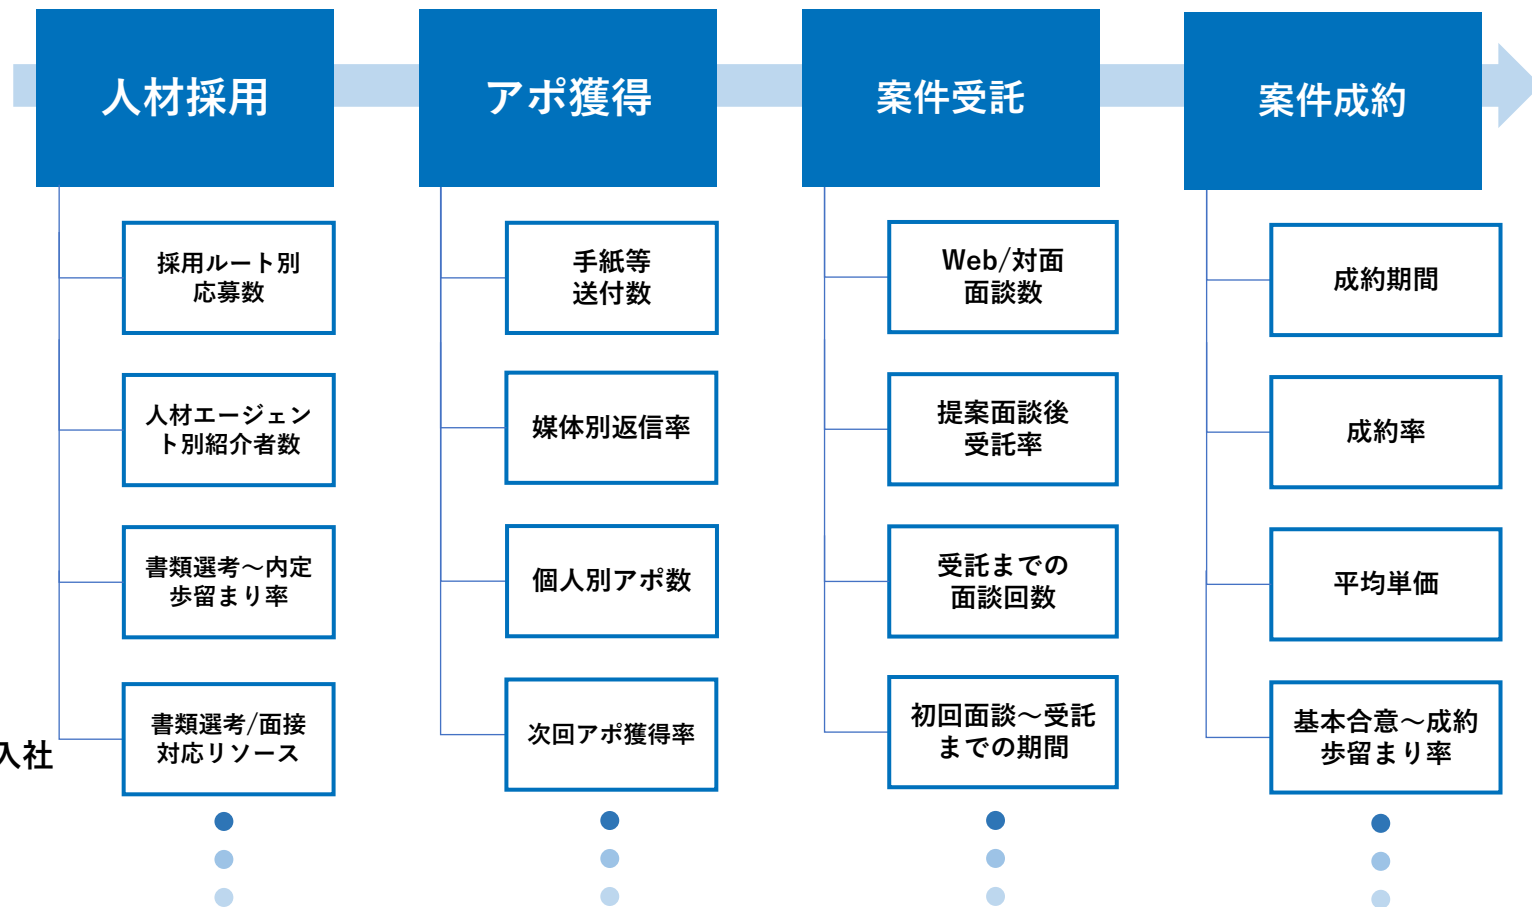 人材採用
アポ獲得
案件受託
案件成約
採用ルート別
応募数
人材エージェン
ト別紹介者数
書類選考～内定
歩留まり率
書類選考/面接
対応リソース
入社
手紙等
送付数
媒体別返信率
個人別アポ数
次回アポ獲得率
Web/対面
面談数
提案面談後
受託率
受託までの
面談回数
初回面談～受託
までの期間
成約期間
成約率
平均単価
基本合意～成約
歩留まり率